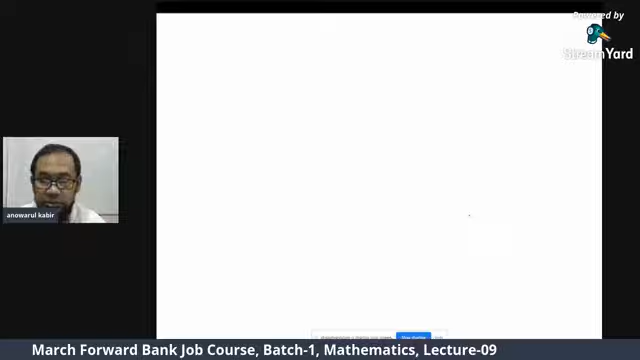 Powered by
StreamYard
anowarul kabir
March Forward Bank Job Course, Batch-1, Mathematics, Lecture-09